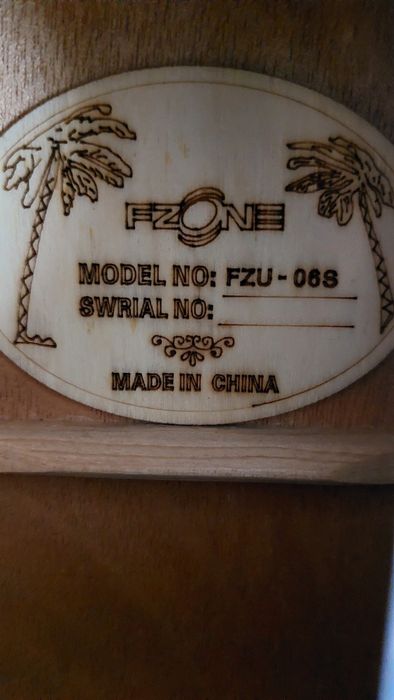 FZONE
MODEL NO: FZU-06S
SWRIAL NO:
MADE IN CHINA